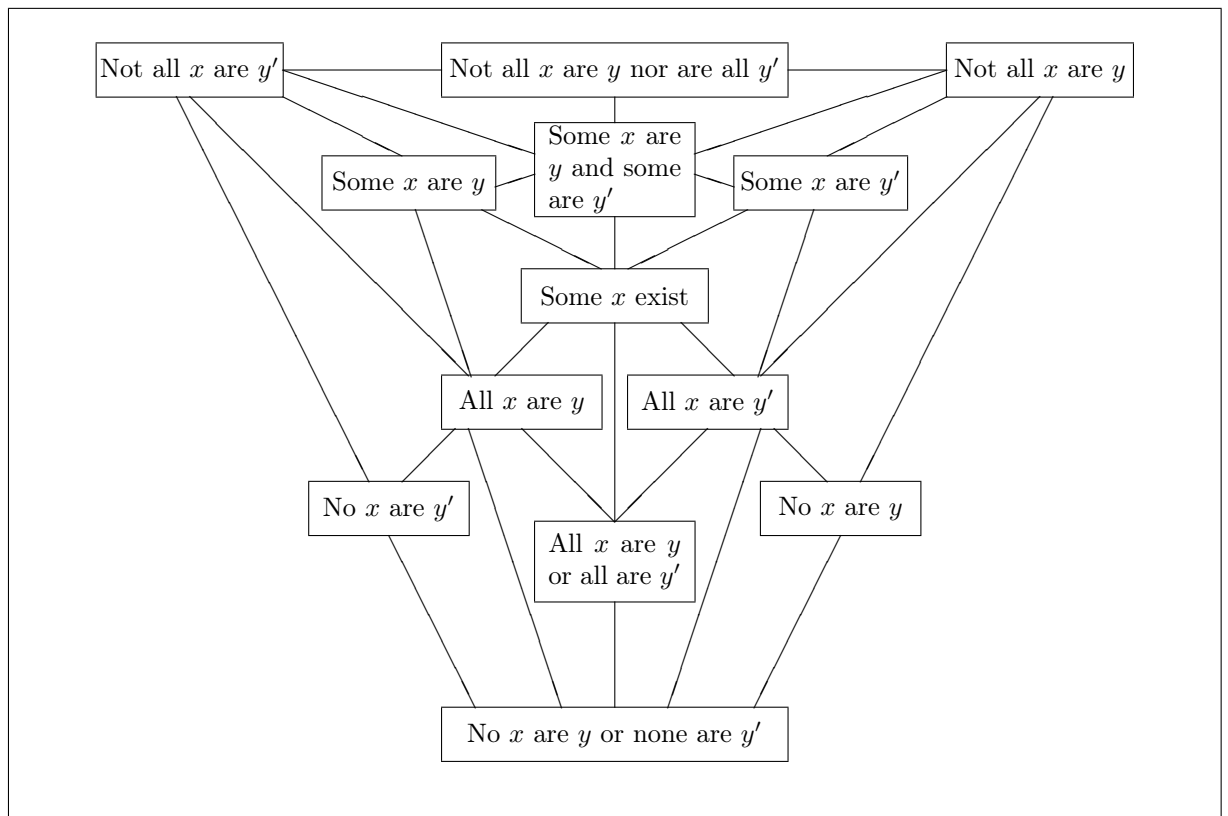 Not all x are y′
Not all x are y nor are all y′
Not all x are y
Some x are
y and some
are y′
Some x are y
Some x are y′
Some x exist
All x are y
All x are y′
No x are y′
No x are y
All x are y
or all are y′
No x are y or none are y′